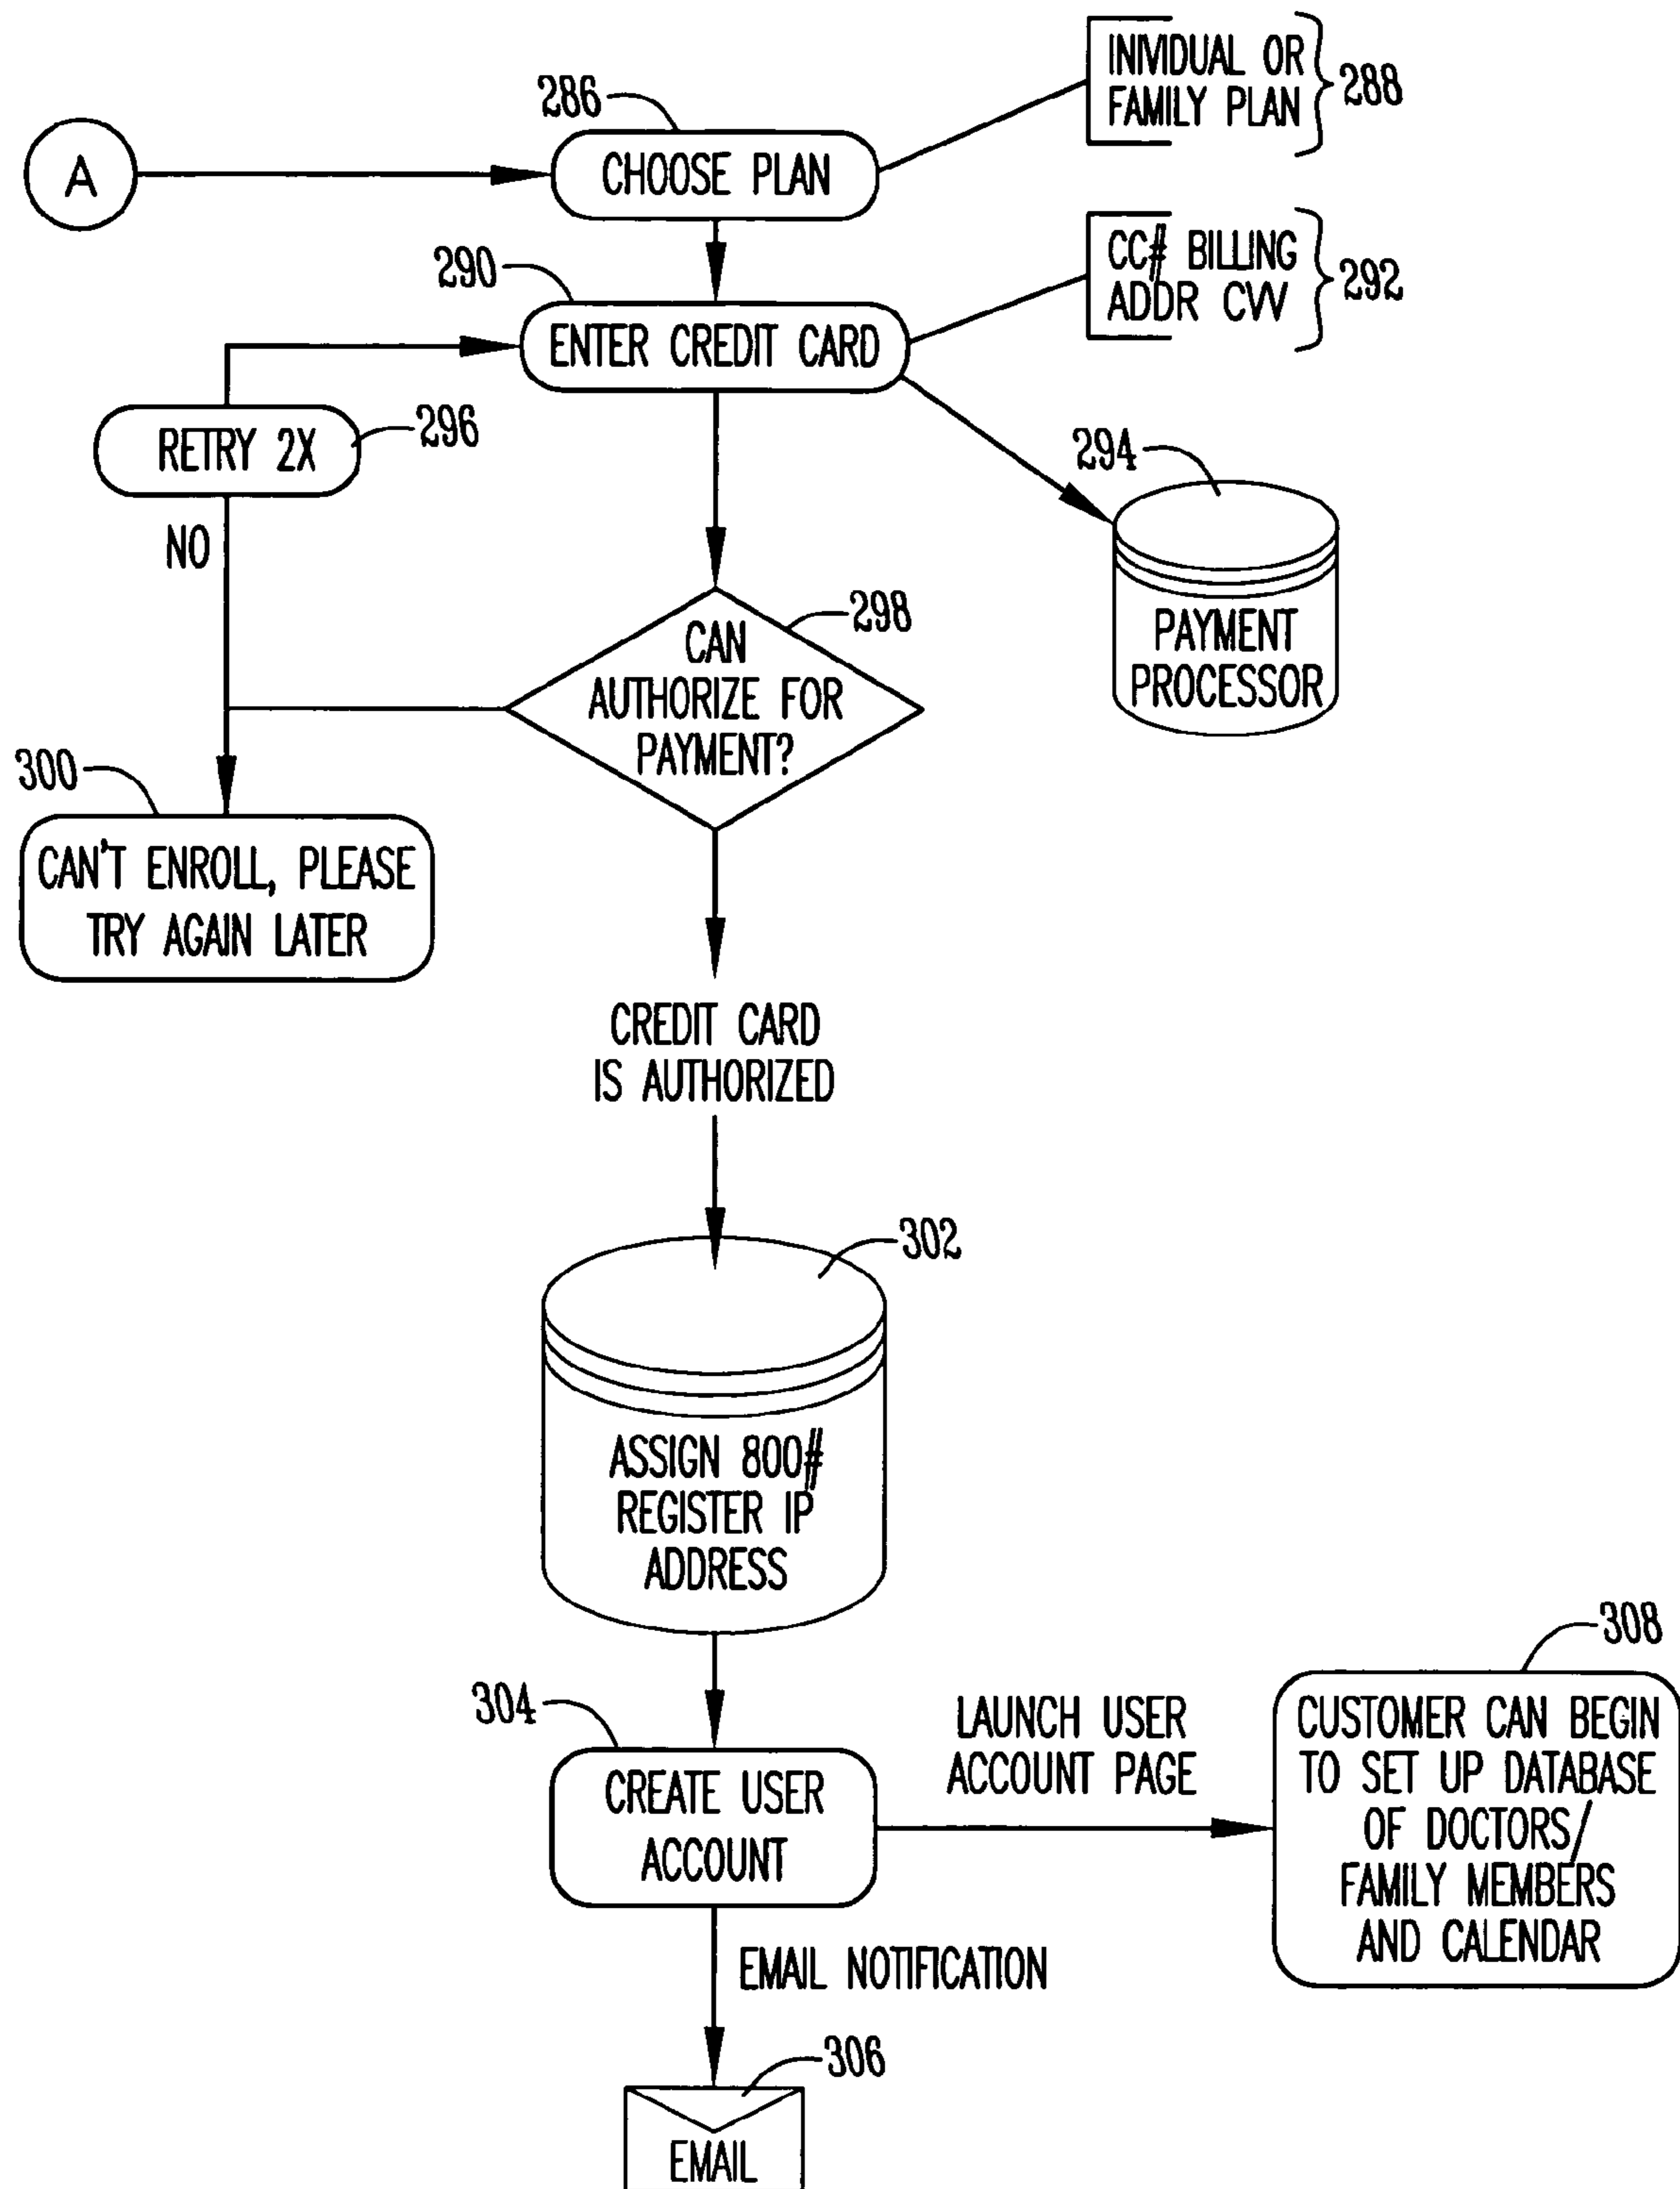 INIVIDUAL OR
FAMILY PLAN
288
286
A
CHOOSE PLAN
CC# BILLING
ADDR CVV
292
290
ENTER CREDIT CARD
RETRY 2X
296
294
NO
298
CAN
AUTHORIZE FOR
PAYMENT?
PAYMENT
PROCESSOR
300
CAN'T ENROLL, PLEASE
TRY AGAIN LATER
CREDIT CARD
IS AUTHORIZED
302
ASSIGN 800#
REGISTER IP
ADDRESS
308
304
CREATE USER
ACCOUNT
LAUNCH USER
ACCOUNT PAGE
CUSTOMER CAN BEGIN
TO SET UP DATABASE
OF DOCTORS/
FAMILY MEMBERS
AND CALENDAR
EMAIL NOTIFICATION
306
EMAIL